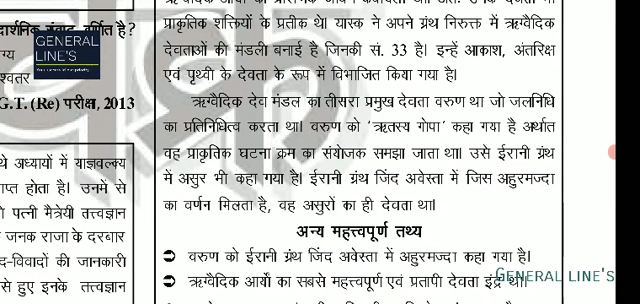 दार्शनिक संवाद वर्णित है?
ग्य
श्वतर
G.T. (Re) परीक्षा, 2013
थे अध्यायों में याज्ञवल्क्य
प्त होता है। उनमें से
पत्नी मैत्रेयी तत्त्वज्ञान
जनक राजा के दरबार
द-विवादों की जानकारी
से हुए इनके तत्त्वज्ञान
GENERAL
LINE'S
प्राकृतिक शक्तियों के प्रतीक थे। यास्क ने अपने ग्रंथ निरुक्त में ऋग्वैदिक
देवताओं की मंडली बनाई है जिनकी सं. 33 है। इन्हें आकाश, अंतरिक्ष
एवं पृथ्वी के देवता के रूप में विभाजित किया गया है।
ऋग्वैदिक देव मंडल का तीसरा प्रमुख देवता वरुण था जो जलनिधि
का प्रतिनिधित्व करता था। वरुण को 'ऋतस्य गोपा' कहा गया है अर्थात
वह प्राकृतिक घटना क्रम का संयोजक समझा जाता था। उसे ईरानी ग्रंथ
में असुर भी कहा गया है। ईरानी ग्रंथ जिंद अवेस्ता में जिस अहुरमज्दा
का वर्णन मिलता है, वह असुरों का ही देवता था।
अन्य महत्त्वपूर्ण तथ्य
➲ वरुण को ईरानी ग्रंथ जिंद अवेस्ता में अहुरमज्दा कहा गया है।
➲ ऋग्वैदिक आर्यों का सबसे महत्त्वपूर्ण एवं प्रतापी देवता इंद्र था।
GENERAL LINE'S